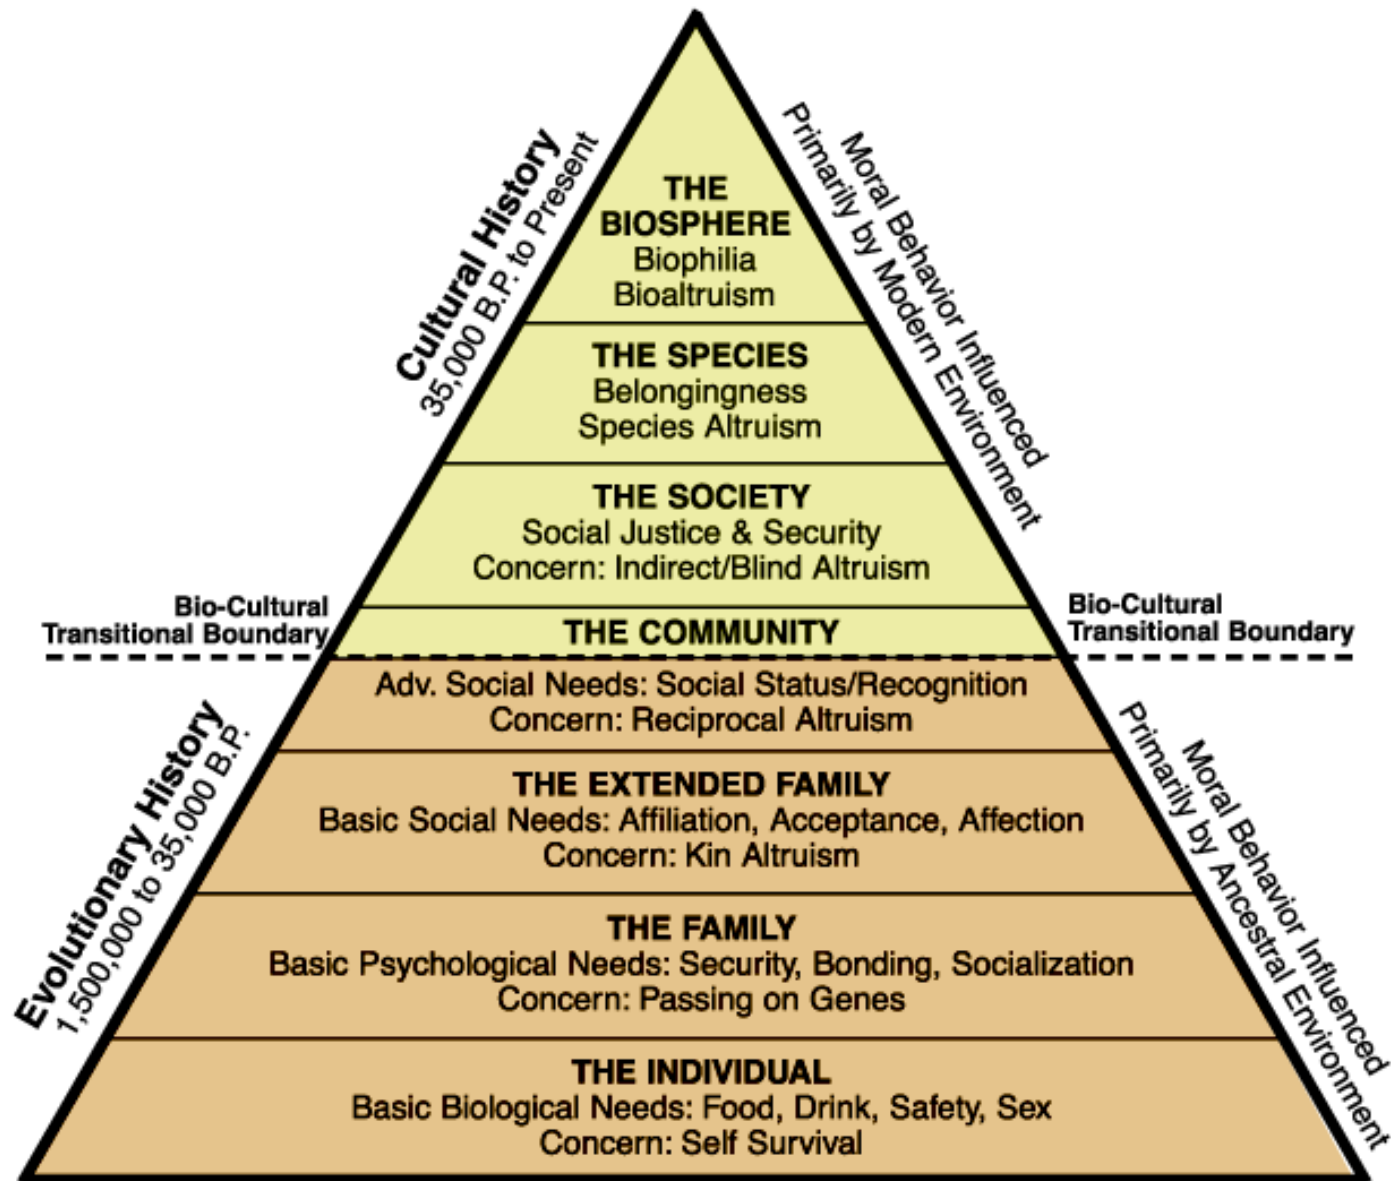 Cultural History
35,000 B.P. to Present
Moral Behavior Influenced
Primarily by Modern Environment
THE
BIOSPHERE
Biophilia
Bioaltruism
THE SPECIES
Belongingness
Species Altruism
THE SOCIETY
Social Justice & Security
Concern: Indirect/Blind Altruism
Bio-Cultural
Transitional Boundary
THE COMMUNITY
Bio-Cultural
Transitional Boundary
Adv. Social Needs: Social Status/Recognition
Concern: Reciprocal Altruism
Evolutionary History
1,500,000 to 35,000 B.P.
Moral Behavior Influenced
Primarily by Ancestral Environment
THE EXTENDED FAMILY
Basic Social Needs: Affiliation, Acceptance, Affection
Concern: Kin Altruism
THE FAMILY
Basic Psychological Needs: Security, Bonding, Socialization
Concern: Passing on Genes
THE INDIVIDUAL
Basic Biological Needs: Food, Drink, Safety, Sex
Concern: Self Survival